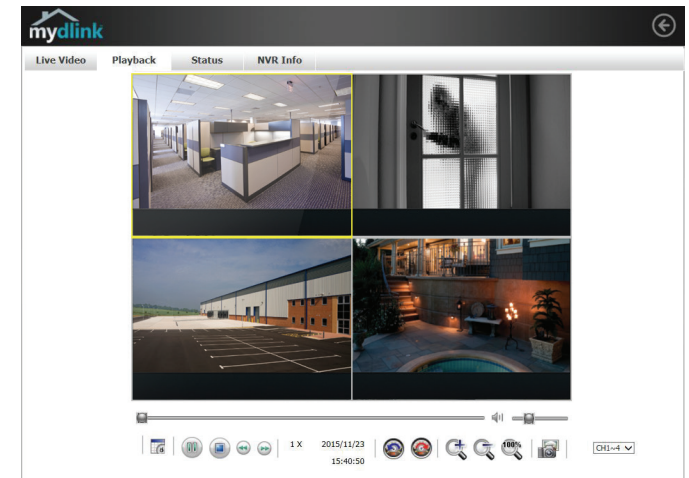 mydlink
Live Video Playback Status NVR Info
1 X 2015/11/23
15:40:50
100%
CH1~4